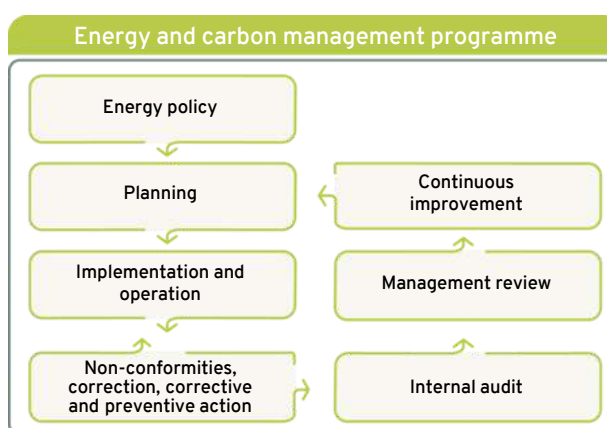 Energy and carbon management programme
Energy policy
Planning
Continuous
improvement
Implementation and
operation
Management review
Non-conformities,
correction, corrective
and preventive action
Internal audit